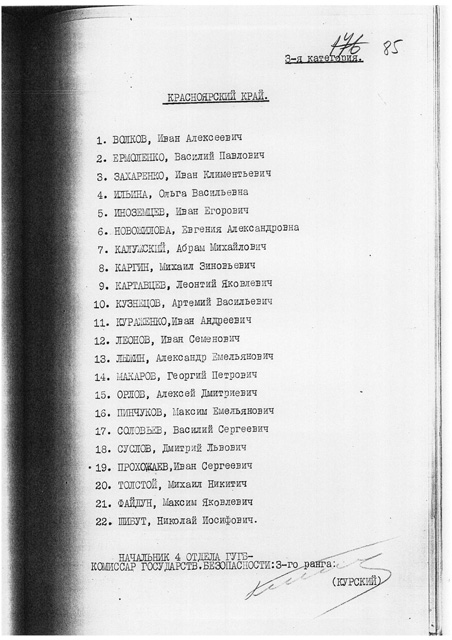 176 85
3-я категория.
КРАСНОЯРСКИЙ КРАЙ.
1. ВОЛКОВ, Иван Алексеевич
2. ЕРМОЛЕНКО, Василий Павлович
3. ЗАХАРЕНКО, Иван Климентьевич
4. ИЛЬИНА, Ольга Васильевна
5. ИНОЗЕМЦЕВ, Иван Егорович
6. НОВОМИЛОВА, Евгения Александровна
7. КАЛУЖСКИЙ, Абрам Михайлович
8. КАРГИН, Михаил Зиновьевич
9. КАРТАВЦЕВ, Леонтий Яковлевич
10. КУЗНЕЦОВ, Артемий Васильевич
11. КУРАЖЕНКО,Иван Андреевич
12. ЛЕОНОВ, Иван Семенович
13. ЛЫЖИН, Александр Емельянович
14. МАКАРОВ, Георгий Петрович
15. ОРЛОВ, Алексей Дмитриевич
16. ПИНЧУКОВ, Максим Емельянович
17. СОЛОВЬЕВ, Василий Сергеевич
18. СУСЛОВ, Дмитрий Львович
19. ПРОХОЖАЕВ,Иван Сергеевич
20. ТОЛСТОЙ, Михаил Никитич
21. ФАЙДУН, Максим Яковлевич
22. ШИБУТ, Николай Иосифович.
НАЧАЛЬНИК 4 ОТДЕЛА ГУГБ-
КОМИССАР ГОСУДАРСТВ.БЕЗОПАСНОСТИ:3-го ранга:
(КУРСКИЙ)